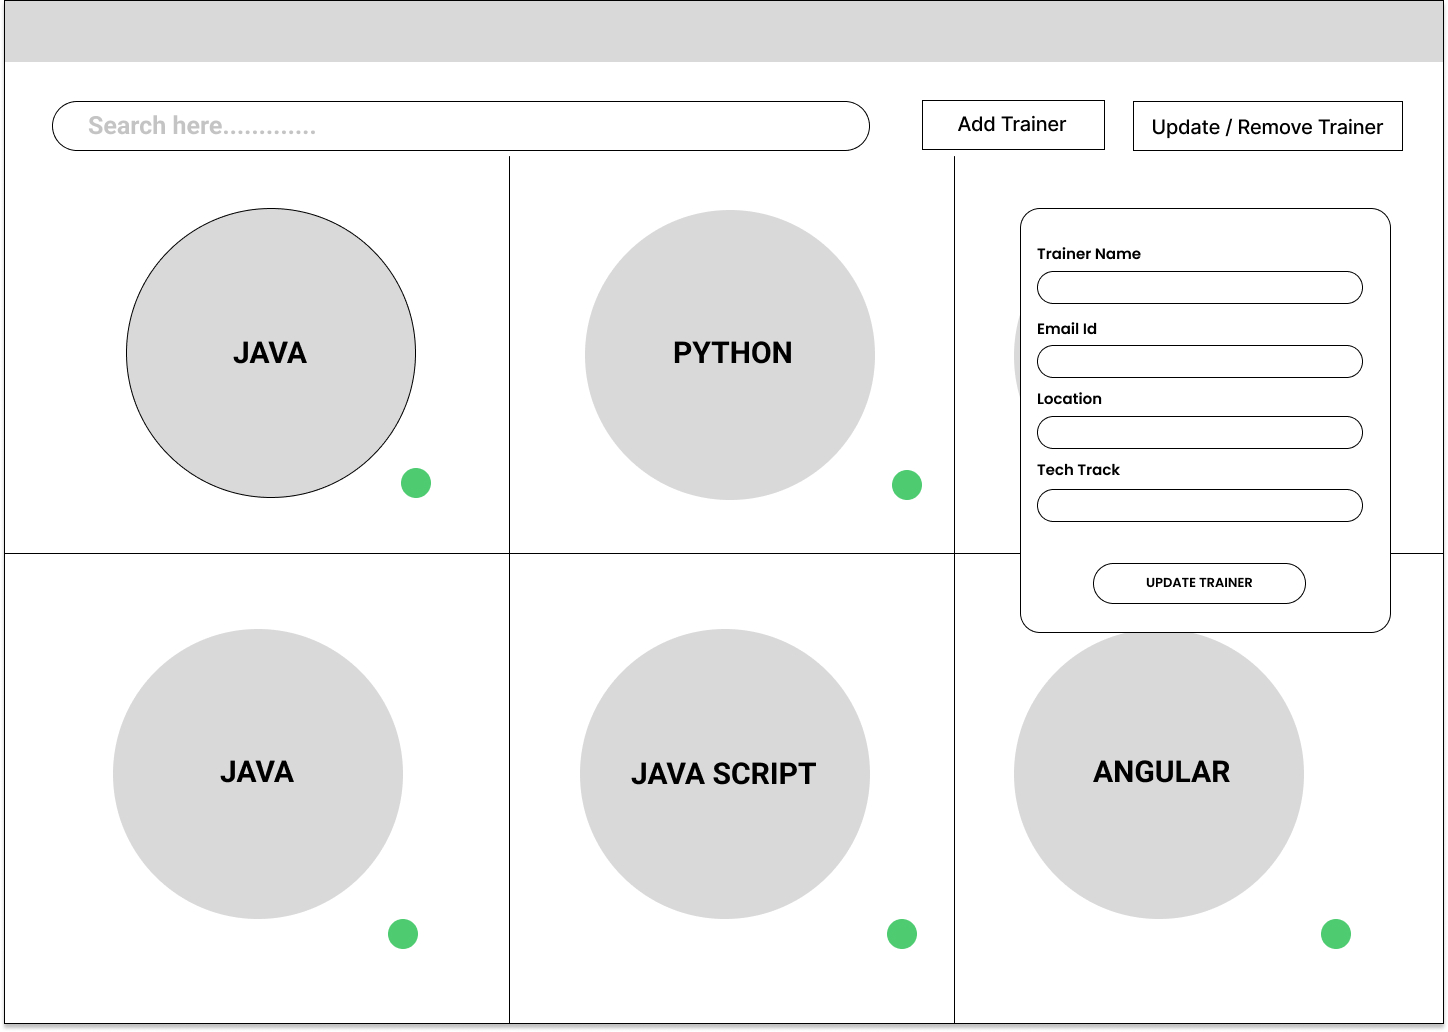 Search here.............
Add Trainer
Update / Remove Trainer
JAVA
PYTHON
Trainer Name
Email Id
Location
Tech Track
UPDATE TRAINER
JAVA
JAVA SCRIPT
ANGULAR